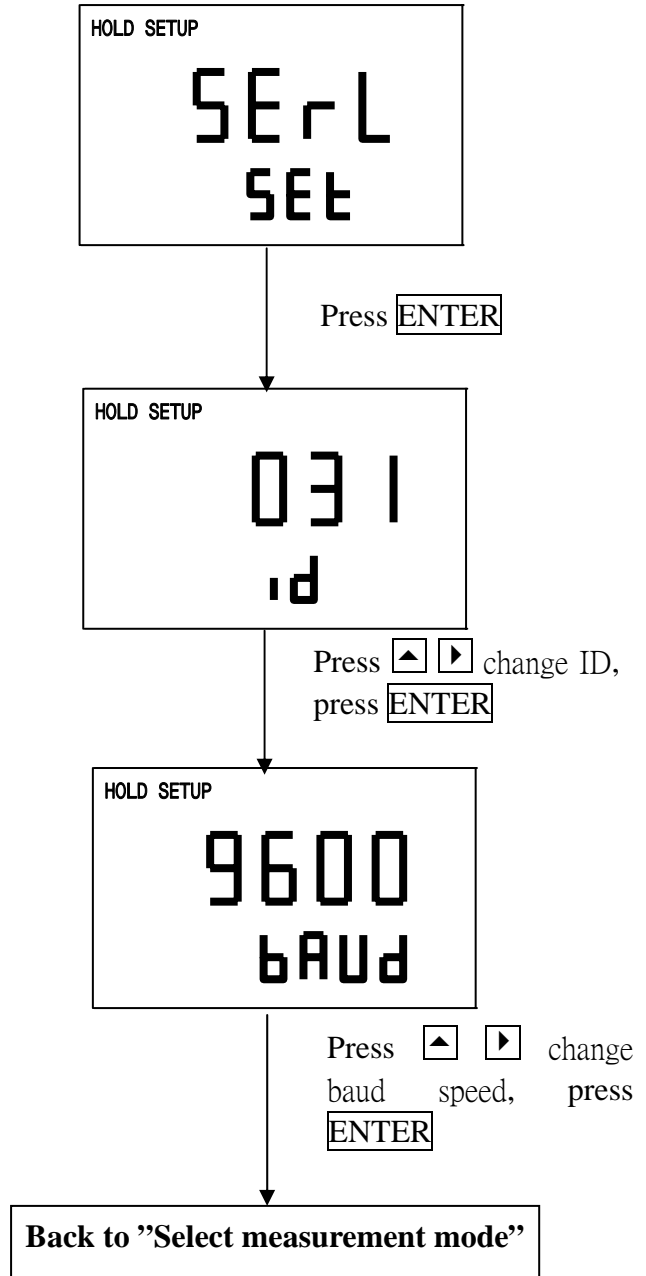 HOLD SETUP
SErL
SEt
Press ENTER
HOLD SETUP
031
id
Press change ID,
press ENTER
HOLD SETUP
9600
bAUd
Press change
baud speed, press
ENTER
Back to ”Select measurement mode”